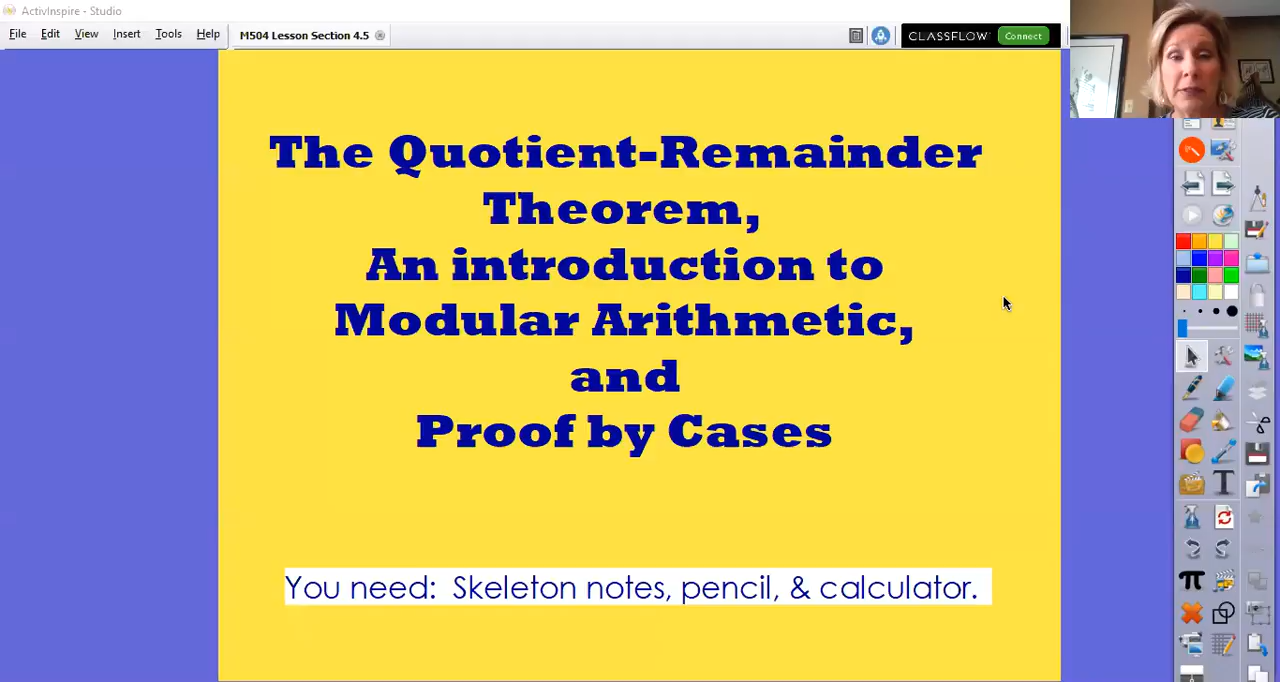 ActivInspire - Studio
File Edit View Insert Tools Help
M504 Lesson Section 4.5
CLASSFLOW Connect
The Quotient-Remainder
Theorem,
An introduction to
Modular Arithmetic,
and
Proof by Cases
You need: Skeleton notes, pencil, & calculator.